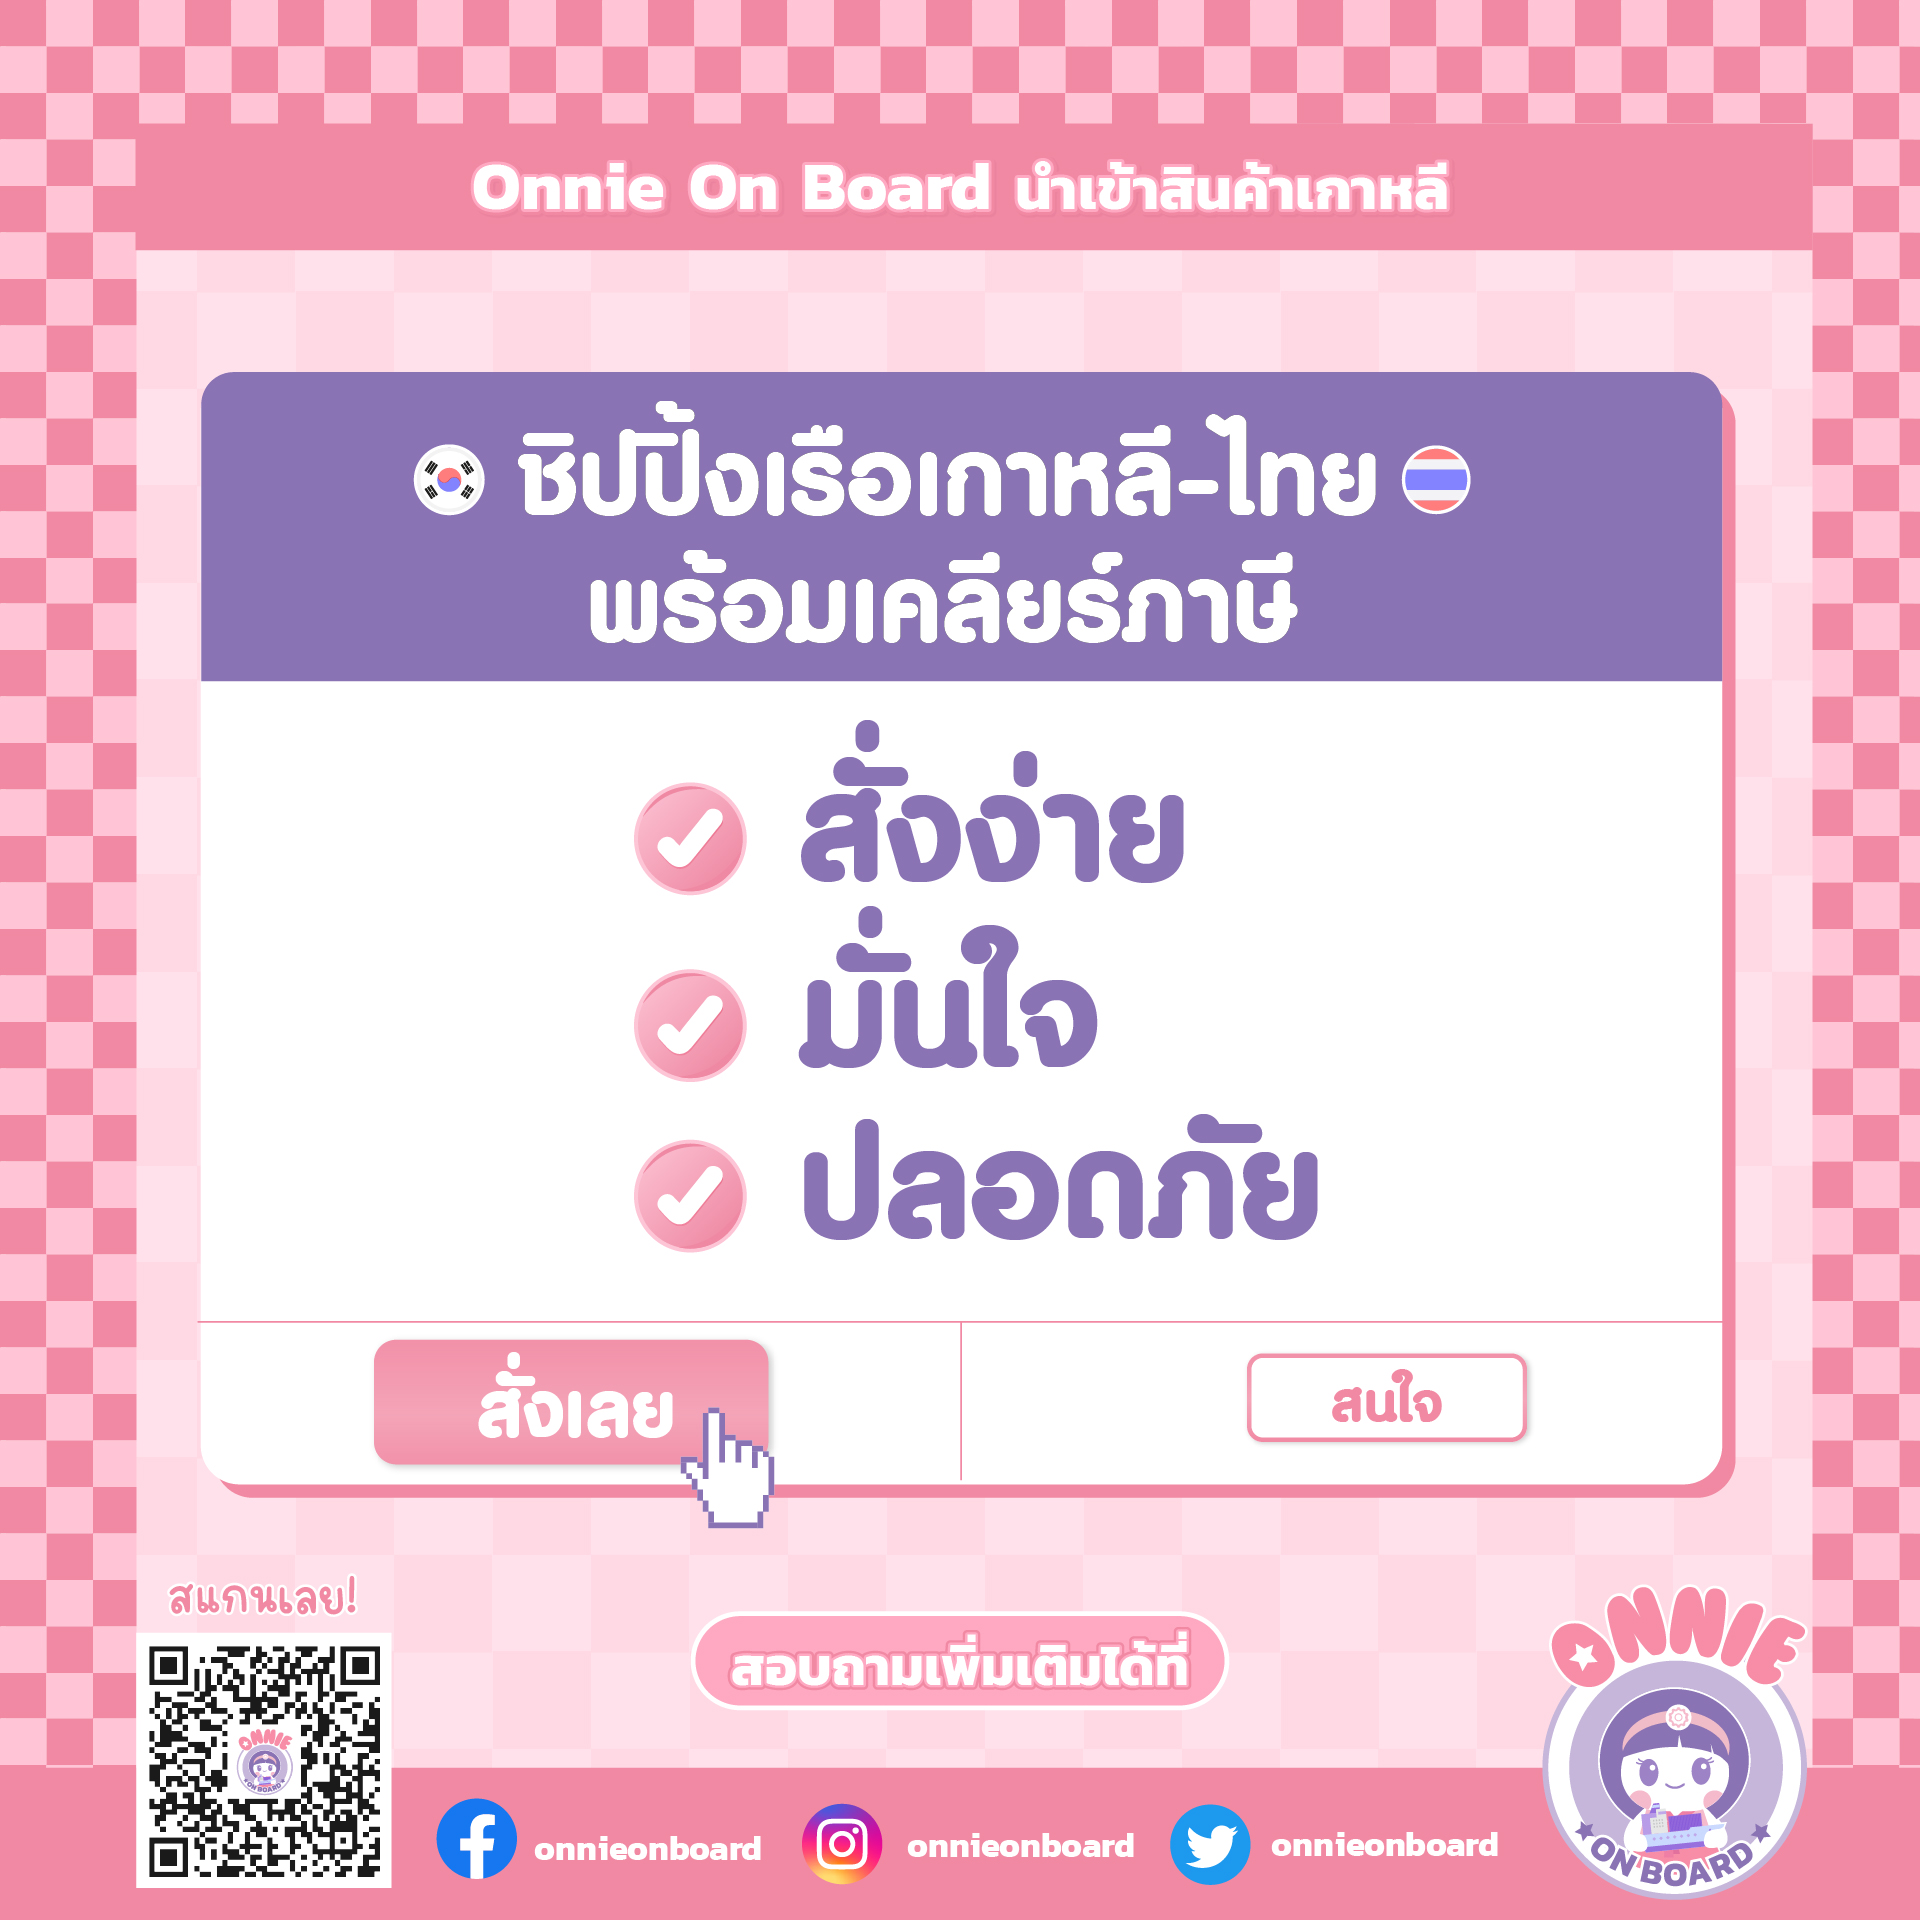 Onnie On Board นำเข้าสินค้าเกาหลี
ชิปปิ้งเรือเกาหลี-ไทย
พร้อมเคลียร์ภาษี
สั่งง่าย
มั่นใจ
ปลอดภัย
สั่งเลย
สนใจ
สแกนเลย!
สอบถามเพิ่มเติมได้ที่
ONNIE
ON BOARD
onnieonboard
onnieonboard
onnieonboard
ONNIE
ON BOARD